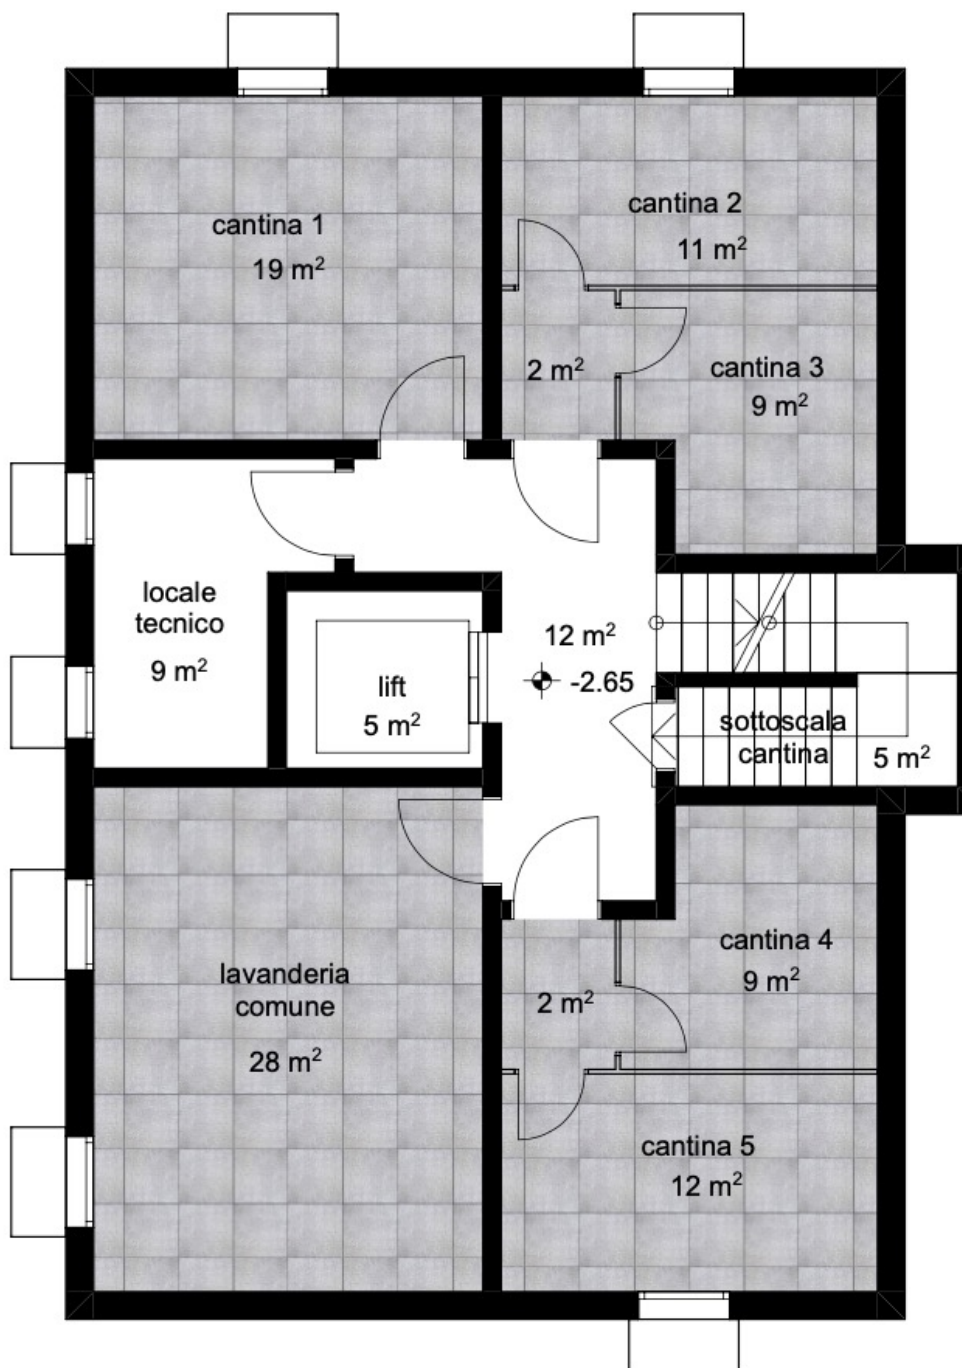 cantina 1
19 m²
cantina 2
11 m²
2 m²
cantina 3
9 m²
locale
tecnico
9 m²
lift
5 m²
12 m²
-2.65
sottoscala
cantina
5 m²
lavanderia
comune
28 m²
cantina 4
9 m²
2 m²
cantina 5
12 m²